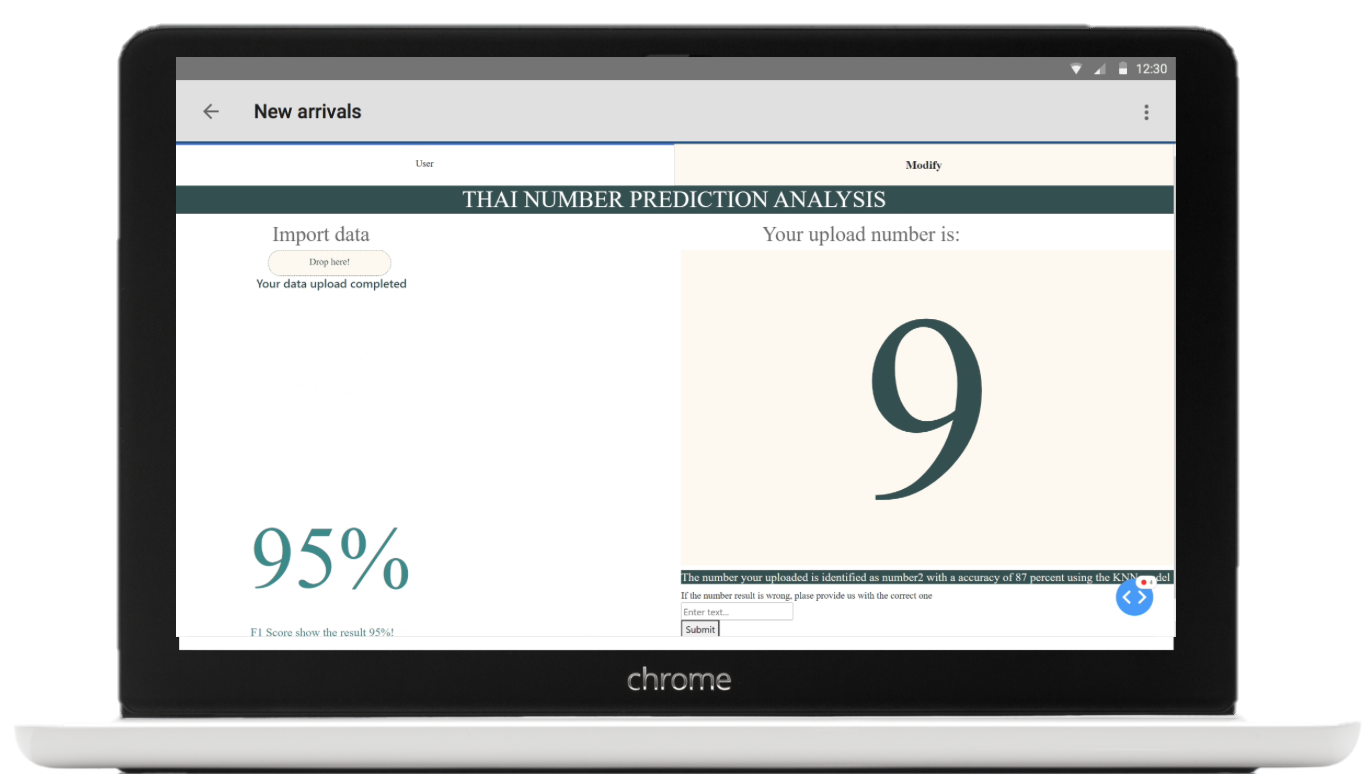 12:30
New arrivals
User
Modify
THAI NUMBER PREDICTION ANALYSIS
Import data
Drop here!
Your data upload completed
95%
F1 Score show the result 95%!
Your upload number is:
9
The number your uploaded is identified as number2 with a accuracy of 87 percent using the KNN model
If the number result is wrong, plase provide us with the correct one
Enter text...
Submit
4
chrome